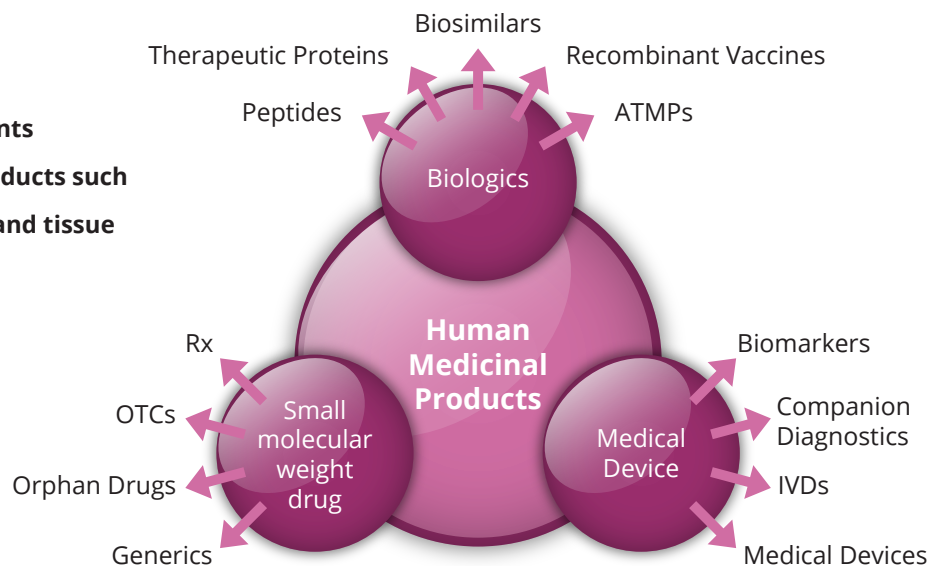 Biosimilars
Therapeutic Proteins
Recombinant Vaccines
Peptides
ATMPs
nts
ducts such
and tissue
Biologics
Human
Medicinal
Products
Rx
OTCs
Orphan Drugs
Generics
Small
molecular
weight
drug
Medical
Device
Biomarkers
Companion
Diagnostics
IVDs
Medical Devices